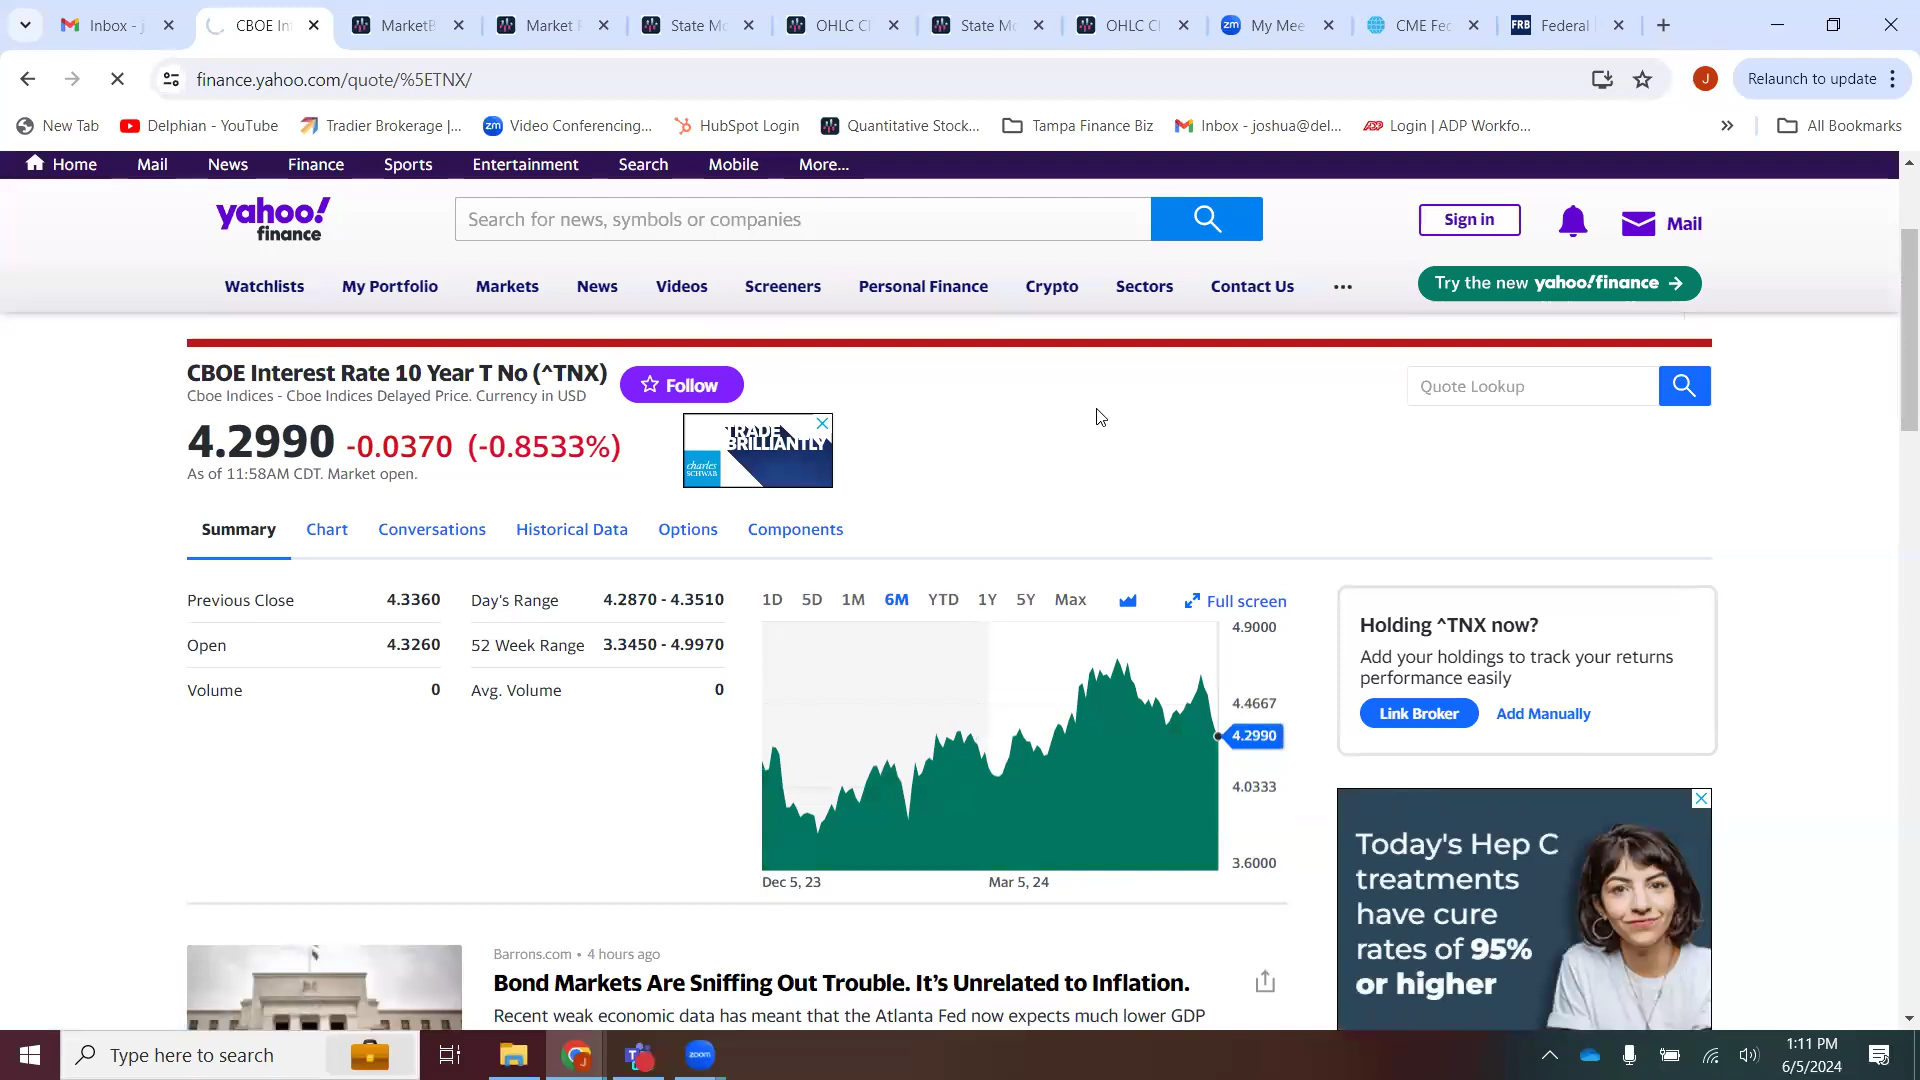 Inbox - j
CBOE In
MarketB
Market
State Mo
OHLC Cl
State Mo
OHLC Cl
zm My Mee
CME Fed
FRB Federal
finance.yahoo.com/quote/%5ETNX/
J
Relaunch to update
New Tab
Delphian - YouTube
Tradier Brokerage |...
zm Video Conferencing...
HubSpot Login
Quantitative Stock...
Tampa Finance Biz
Inbox - joshua@del...
ADP Login | ADP Workfo...
»
All Bookmarks
Home Mail News Finance Sports Entertainment Search Mobile More...
yahoo!
finance
Search for news, symbols or companies
Sign in
Mail
Watchlists My Portfolio Markets News Videos Screeners Personal Finance Crypto Sectors Contact Us ...
Try the new yahoo!finance →
CBOE Interest Rate 10 Year T No (^TNX)
Follow
Cboe Indices - Cboe Indices Delayed Price. Currency in USD
Quote Lookup
4.2990 -0.0370 (-0.8533%)
As of 11:58AM CDT. Market open.
TRADE
BRILLIANTLY
charles
SCHWAB
Summary Chart Conversations Historical Data Options Components
Previous Close 4.3360
Open 4.3260
Volume 0
Day's Range 4.2870 - 4.3510
52 Week Range 3.3450 - 4.9970
Avg. Volume 0
1D 5D 1M 6M YTD 1Y 5Y Max
Full screen
4.9000
4.4667
4.2990
4.0333
3.6000
Dec 5, 23 Mar 5, 24
Holding ^TNX now?
Add your holdings to track your returns
performance easily
Link Broker Add Manually
Today's Hep C
treatments
have cure
rates of 95%
or higher
Barrons.com • 4 hours ago
Bond Markets Are Sniffing Out Trouble. It's Unrelated to Inflation.
Recent weak economic data has meant that the Atlanta Fed now expects much lower GDP
Type here to search
zoom
1:11 PM
6/5/2024